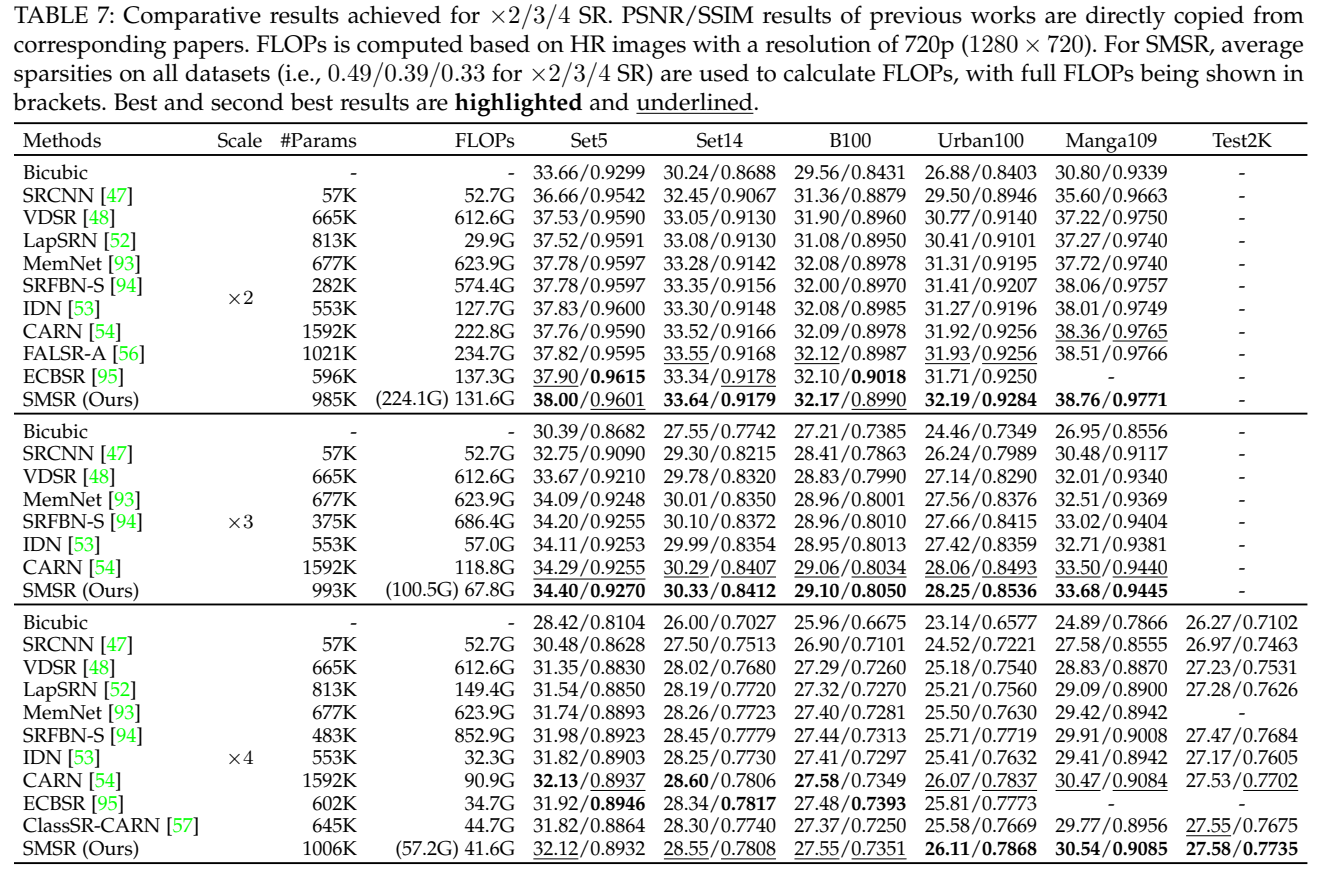 TABLE 7: Comparative results achieved for ×2/3/4 SR. PSNR/SSIM results of previous works are directly copied from
corresponding papers. FLOPs is computed based on HR images with a resolution of 720p (1280 × 720). For SMSR, average
sparsities on all datasets (i.e., 0.49/0.39/0.33 for ×2/3/4 SR) are used to calculate FLOPs, with full FLOPs being shown in
brackets. Best and second best results are highlighted and underlined.
Methods Scale #Params FLOPs Set5 Set14 B100 Urban100 Manga109 Test2K
Bicubic - - 33.66/0.9299 30.24/0.8688 29.56/0.8431 26.88/0.8403 30.80/0.9339 -
SRCNN [47] 57K 52.7G 36.66/0.9542 32.45/0.9067 31.36/0.8879 29.50/0.8946 35.60/0.9663 -
VDSR [48] 665K 612.6G 37.53/0.9590 33.05/0.9130 31.90/0.8960 30.77/0.9140 37.22/0.9750 -
LapSRN [52] 813K 29.9G 37.52/0.9591 33.08/0.9130 31.08/0.8950 30.41/0.9101 37.27/0.9740 -
MemNet [93] 677K 623.9G 37.78/0.9597 33.28/0.9142 32.08/0.8978 31.31/0.9195 37.72/0.9740 -
SRFBN-S [94] 282K 574.4G 37.78/0.9597 33.35/0.9156 32.00/0.8970 31.41/0.9207 38.06/0.9757 -
×2
IDN [53] 553K 127.7G 37.83/0.9600 33.30/0.9148 32.08/0.8985 31.27/0.9196 38.01/0.9749 -
CARN [54] 1592K 222.8G 37.76/0.9590 33.52/0.9166 32.09/0.8978 31.92/0.9256 38.36/0.9765 -
FALSR-A [56] 1021K 234.7G 37.82/0.9595 33.55/0.9168 32.12/0.8987 31.93/0.9256 38.51/0.9766 -
ECBSR [95] 596K 137.3G 37.90/0.9615 33.34/0.9178 32.10/0.9018 31.71/0.9250 - -
SMSR (Ours) 985K (224.1G) 131.6G 38.00/0.9601 33.64/0.9179 32.17/0.8990 32.19/0.9284 38.76/0.9771 -
Bicubic - - 30.39/0.8682 27.55/0.7742 27.21/0.7385 24.46/0.7349 26.95/0.8556 -
SRCNN [47] 57K 52.7G 32.75/0.9090 29.30/0.8215 28.41/0.7863 26.24/0.7989 30.48/0.9117 -
VDSR [48] 665K 612.6G 33.67/0.9210 29.78/0.8320 28.83/0.7990 27.14/0.8290 32.01/0.9340 -
MemNet [93] 677K 623.9G 34.09/0.9248 30.01/0.8350 28.96/0.8001 27.56/0.8376 32.51/0.9369 -
SRFBN-S [94] ×3 375K 686.4G 34.20/0.9255 30.10/0.8372 28.96/0.8010 27.66/0.8415 33.02/0.9404 -
IDN [53] 553K 57.0G 34.11/0.9253 29.99/0.8354 28.95/0.8013 27.42/0.8359 32.71/0.9381 -
CARN [54] 1592K 118.8G 34.29/0.9255 30.29/0.8407 29.06/0.8034 28.06/0.8493 33.50/0.9440 -
SMSR (Ours) 993K (100.5G) 67.8G 34.40/0.9270 30.33/0.8412 29.10/0.8050 28.25/0.8536 33.68/0.9445 -
Bicubic - - 28.42/0.8104 26.00/0.7027 25.96/0.6675 23.14/0.6577 24.89/0.7866 26.27/0.7102
SRCNN [47] 57K 52.7G 30.48/0.8628 27.50/0.7513 26.90/0.7101 24.52/0.7221 27.58/0.8555 26.97/0.7463
VDSR [48] 665K 612.6G 31.35/0.8830 28.02/0.7680 27.29/0.7260 25.18/0.7540 28.83/0.8870 27.23/0.7531
LapSRN [52] 813K 149.4G 31.54/0.8850 28.19/0.7720 27.32/0.7270 25.21/0.7560 29.09/0.8900 27.28/0.7626
MemNet [93] 677K 623.9G 31.74/0.8893 28.26/0.7723 27.40/0.7281 25.50/0.7630 29.42/0.8942 -
SRFBN-S [94] 483K 852.9G 31.98/0.8923 28.45/0.7779 27.44/0.7313 25.71/0.7719 29.91/0.9008 27.47/0.7684
IDN [53] ×4 553K 32.3G 31.82/0.8903 28.25/0.7730 27.41/0.7297 25.41/0.7632 29.41/0.8942 27.17/0.7605
CARN [54] 1592K 90.9G 32.13/0.8937 28.60/0.7806 27.58/0.7349 26.07/0.7837 30.47/0.9084 27.53/0.7702
ECBSR [95] 602K 34.7G 31.92/0.8946 28.34/0.7817 27.48/0.7393 25.81/0.7773 - -
ClassSR-CARN [57] 645K 44.7G 31.82/0.8864 28.30/0.7740 27.37/0.7250 25.58/0.7669 29.77/0.8956 27.55/0.7675
SMSR (Ours) 1006K (57.2G) 41.6G 32.12/0.8932 28.55/0.7808 27.55/0.7351 26.11/0.7868 30.54/0.9085 27.58/0.7735